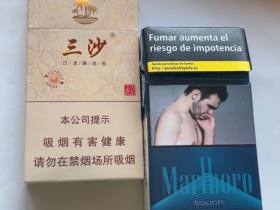 三沙
本公司提示
吸烟有害健康
请勿在禁烟场所吸烟
Fumar aumenta el
riesgo de impotencia
Marlboro
touch